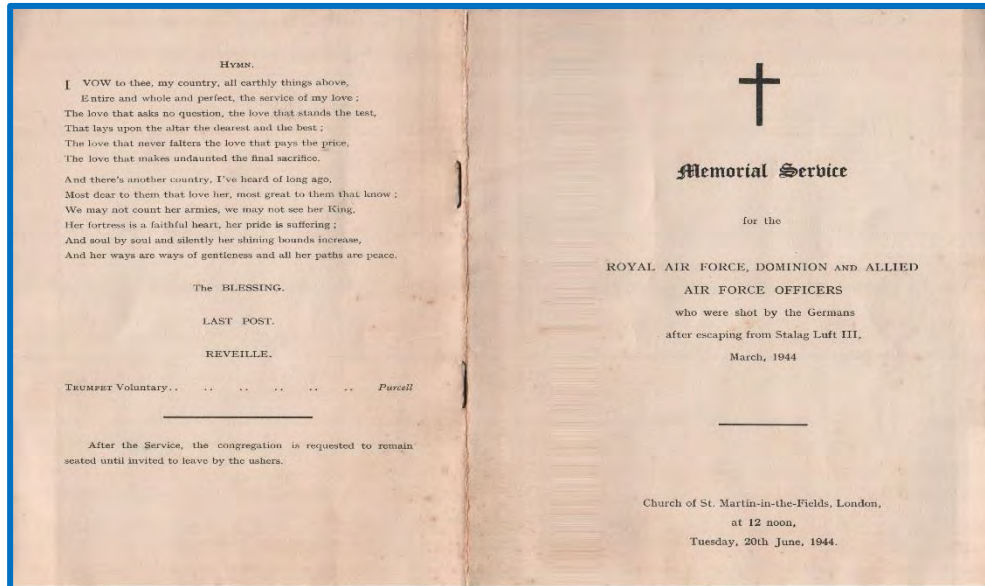 HYMN.
I VOW to thee, my country, all earthly things above,
Entire and whole and perfect, the service of my love ;
The love that asks no question, the love that stands the test,
That lays upon the altar the dearest and the best ;
The love that never falters the love that pays the price,
The love that makes undaunted the final sacrifice.
And there's another country, I've heard of long ago,
Most dear to them that love her, most great to them that know ;
We may not count her armies, we may not see her King,
Her fortress is a faithful heart, her pride is suffering ;
And soul by soul and silently her shining bounds increase,
And her ways are ways of gentleness and all her paths are peace.
The BLESSING.
LAST POST.
REVEILLE.
TRUMPET Voluntary.. .. .. .. .. .. Purcell
After the Service, the congregation is requested to remain
seated until invited to leave by the ushers.
Memorial Service
for the
ROYAL AIR FORCE, DOMINION AND ALLIED
AIR FORCE OFFICERS
who were shot by the Germans
after escaping from Stalag Luft III,
March, 1944
Church of St. Martin-in-the-Fields, London,
at 12 noon,
Tuesday, 20th June, 1944.